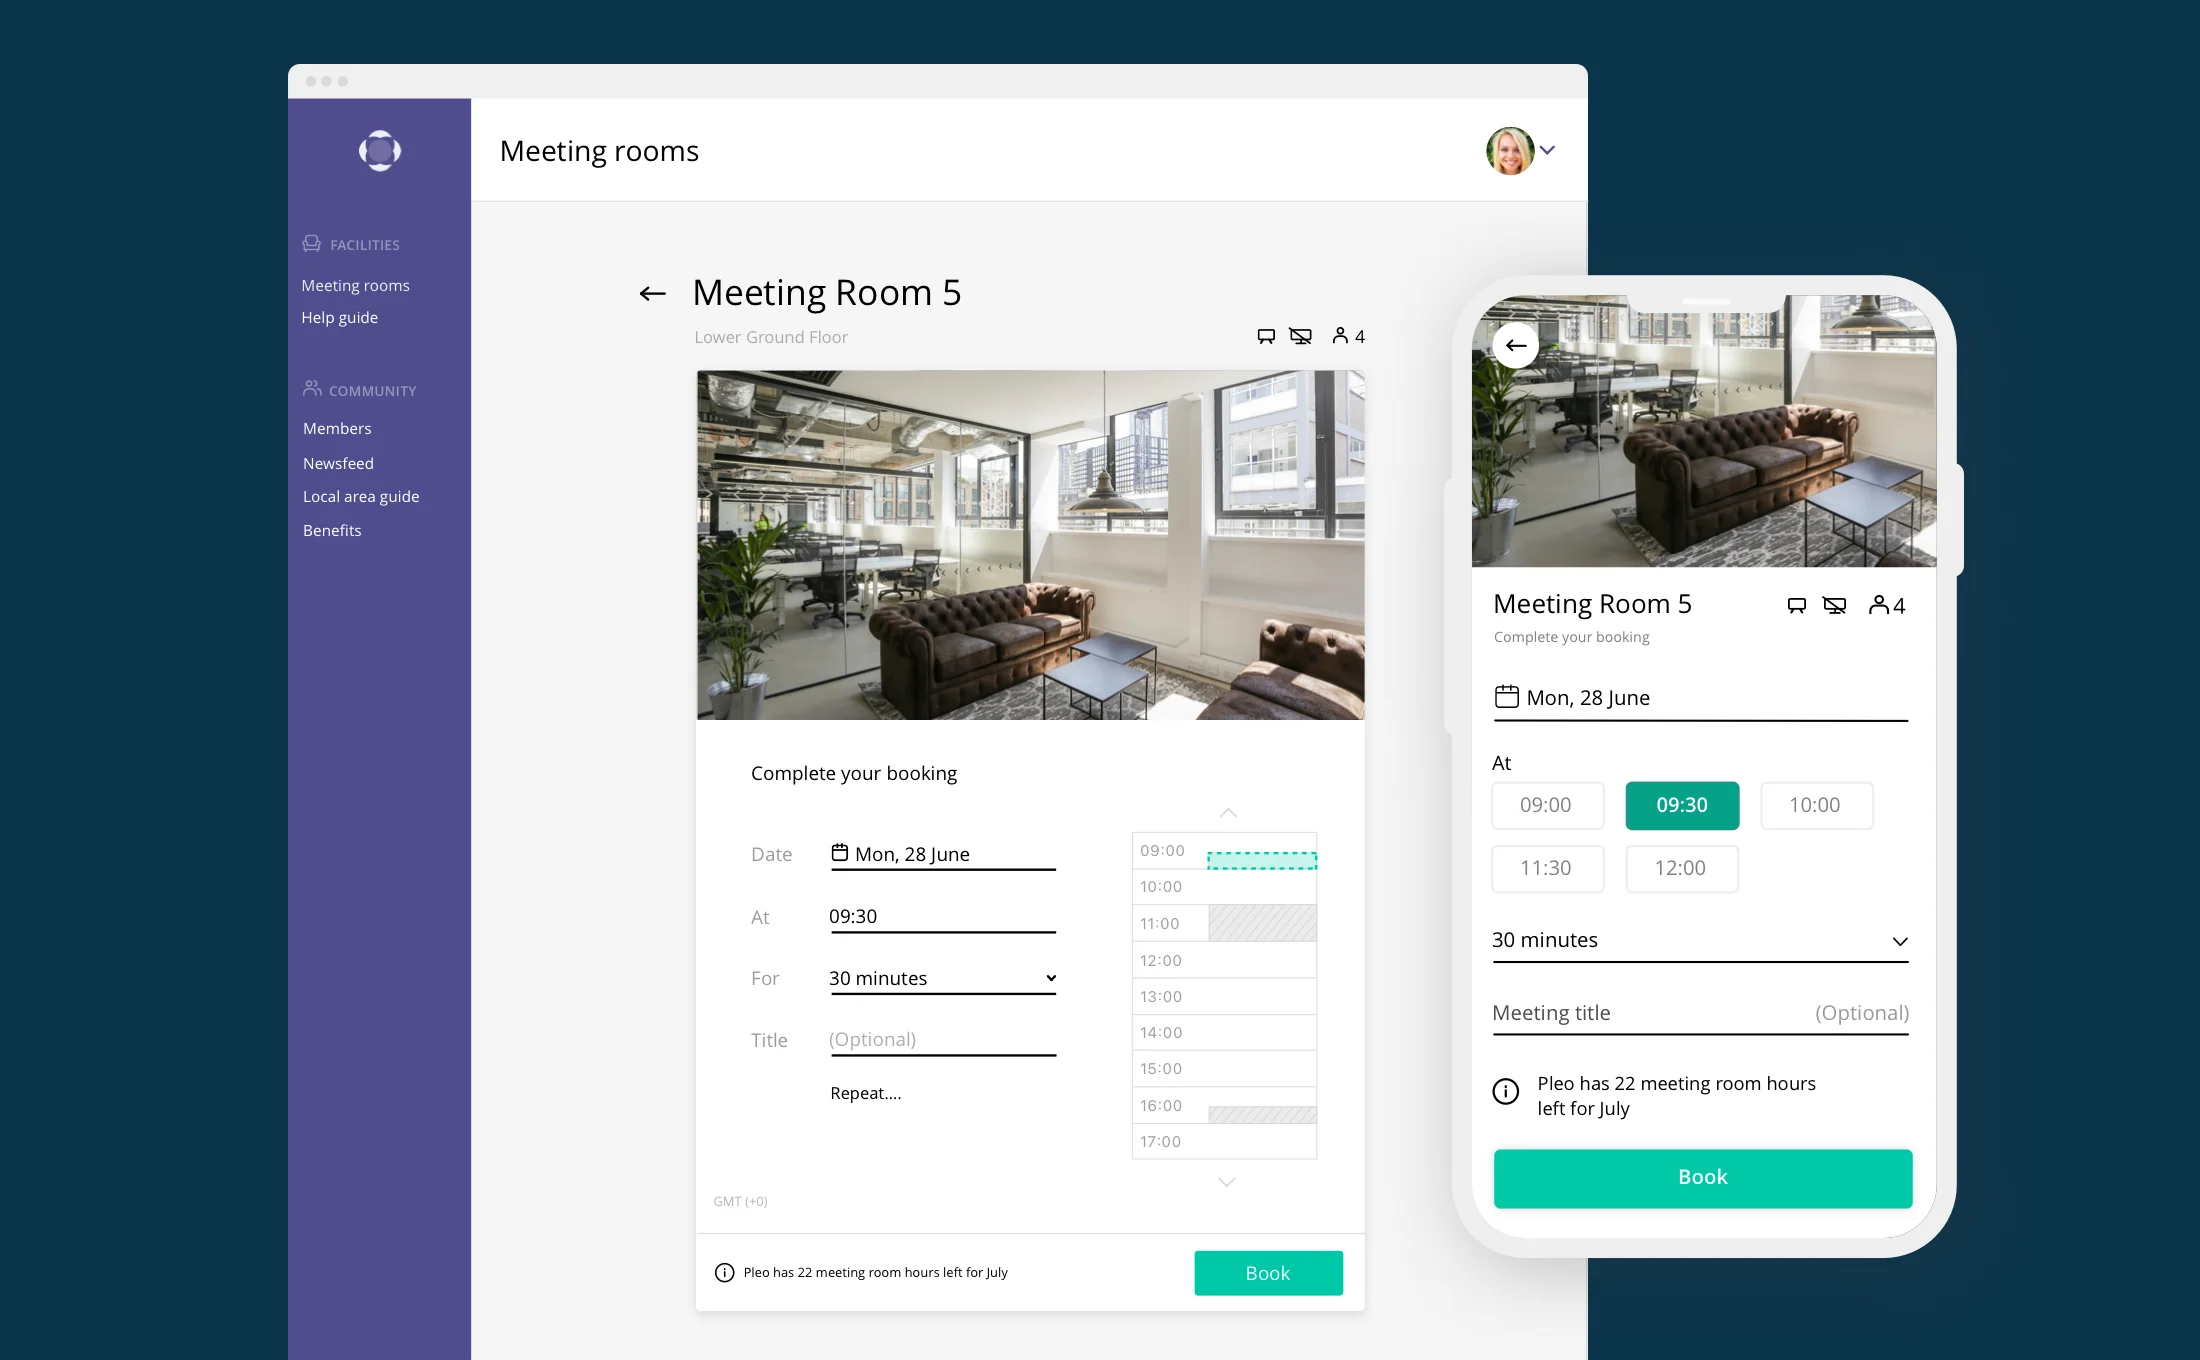 Meeting rooms
FACILITIES
Meeting rooms
Help guide
COMMUNITY
Members
Newsfeed
Local area guide
Benefits
Meeting Room 5
Lower Ground Floor
4
Complete your booking
Date
Mon, 28 June
At
09:30
For
30 minutes
Title
(Optional)
Repeat....
09:00
10:00
11:00
12:00
13:00
14:00
15:00
16:00
17:00
GMT (+0)
Pleo has 22 meeting room hours left for July
Book
Meeting Room 5
4
Complete your booking
Mon, 28 June
At
09:00 09:30 10:00
11:30 12:00
30 minutes
Meeting title (Optional)
Pleo has 22 meeting room hours
left for July
Book